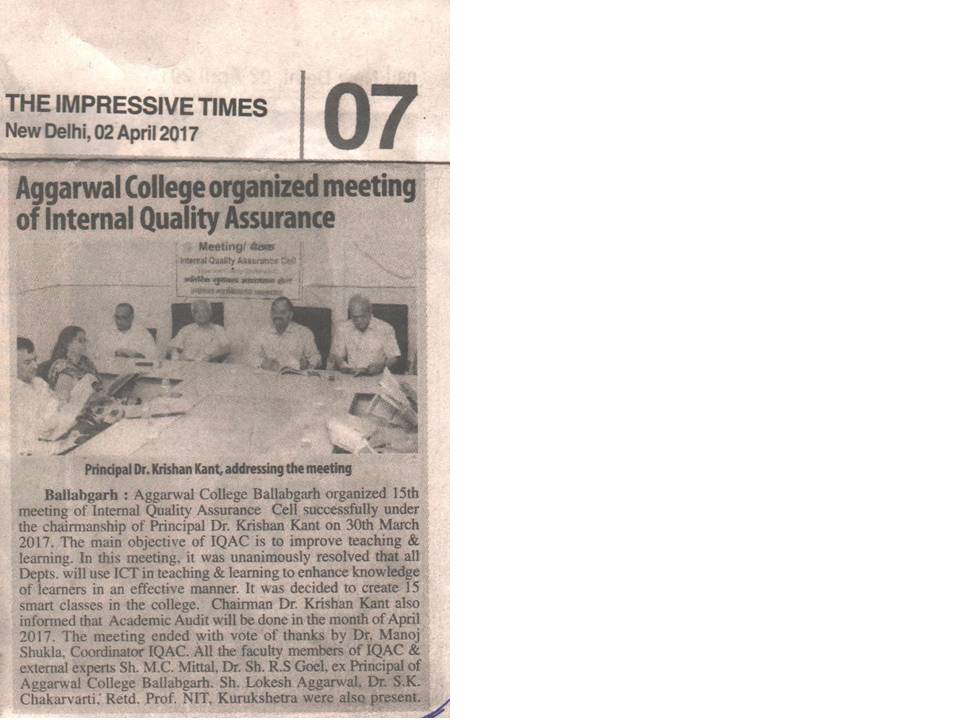 THE IMPRESSIVE TIMES
New Delhi, 02 April 2017
07
Aggarwal College organized meeting
of Internal Quality Assurance
Meeting/ बैठक
Internal Quality Assurance Cell
Principal Dr. Krishan Kant, addressing the meeting
Ballabgarh : Aggarwal College Ballabgarh organized 15th
meeting of Internal Quality Assurance Cell successfully under
the chairmanship of Principal Dr. Krishan Kant on 30th March
2017. The main objective of IQAC is to improve teaching &
learning. In this meeting, it was unanimously resolved that all
Depts. will use ICT in teaching & learning to enhance knowledge
of learners in an effective manner. It was decided to create 15
smart classes in the college. Chairman Dr. Krishan Kant also
informed that Academic Audit will be done in the month of April
2017. The meeting ended with vote of thanks by Dr. Manoj
Shukla, Coordinator IQAC. All the faculty members of IQAC &
external experts Sh. M.C. Mittal, Dr. Sh. R.S Goel, ex Principal of
Aggarwal College Ballabgarh. Sh. Lokesh Aggarwal, Dr. S.K.
Chakarvarti, Retd. Prof. NIT, Kurukshetra were also present.